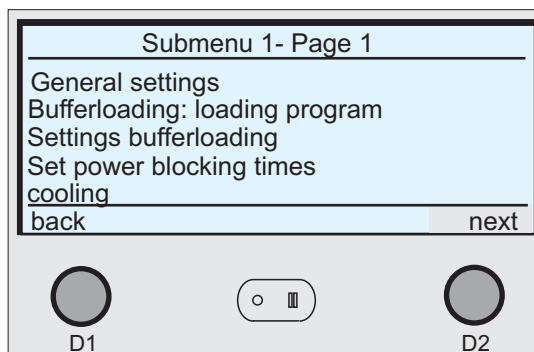 Submenu 1- Page 1
General settings
Bufferloading: loading program
Settings bufferloading
Set power blocking times
cooling
back next
D1 D2